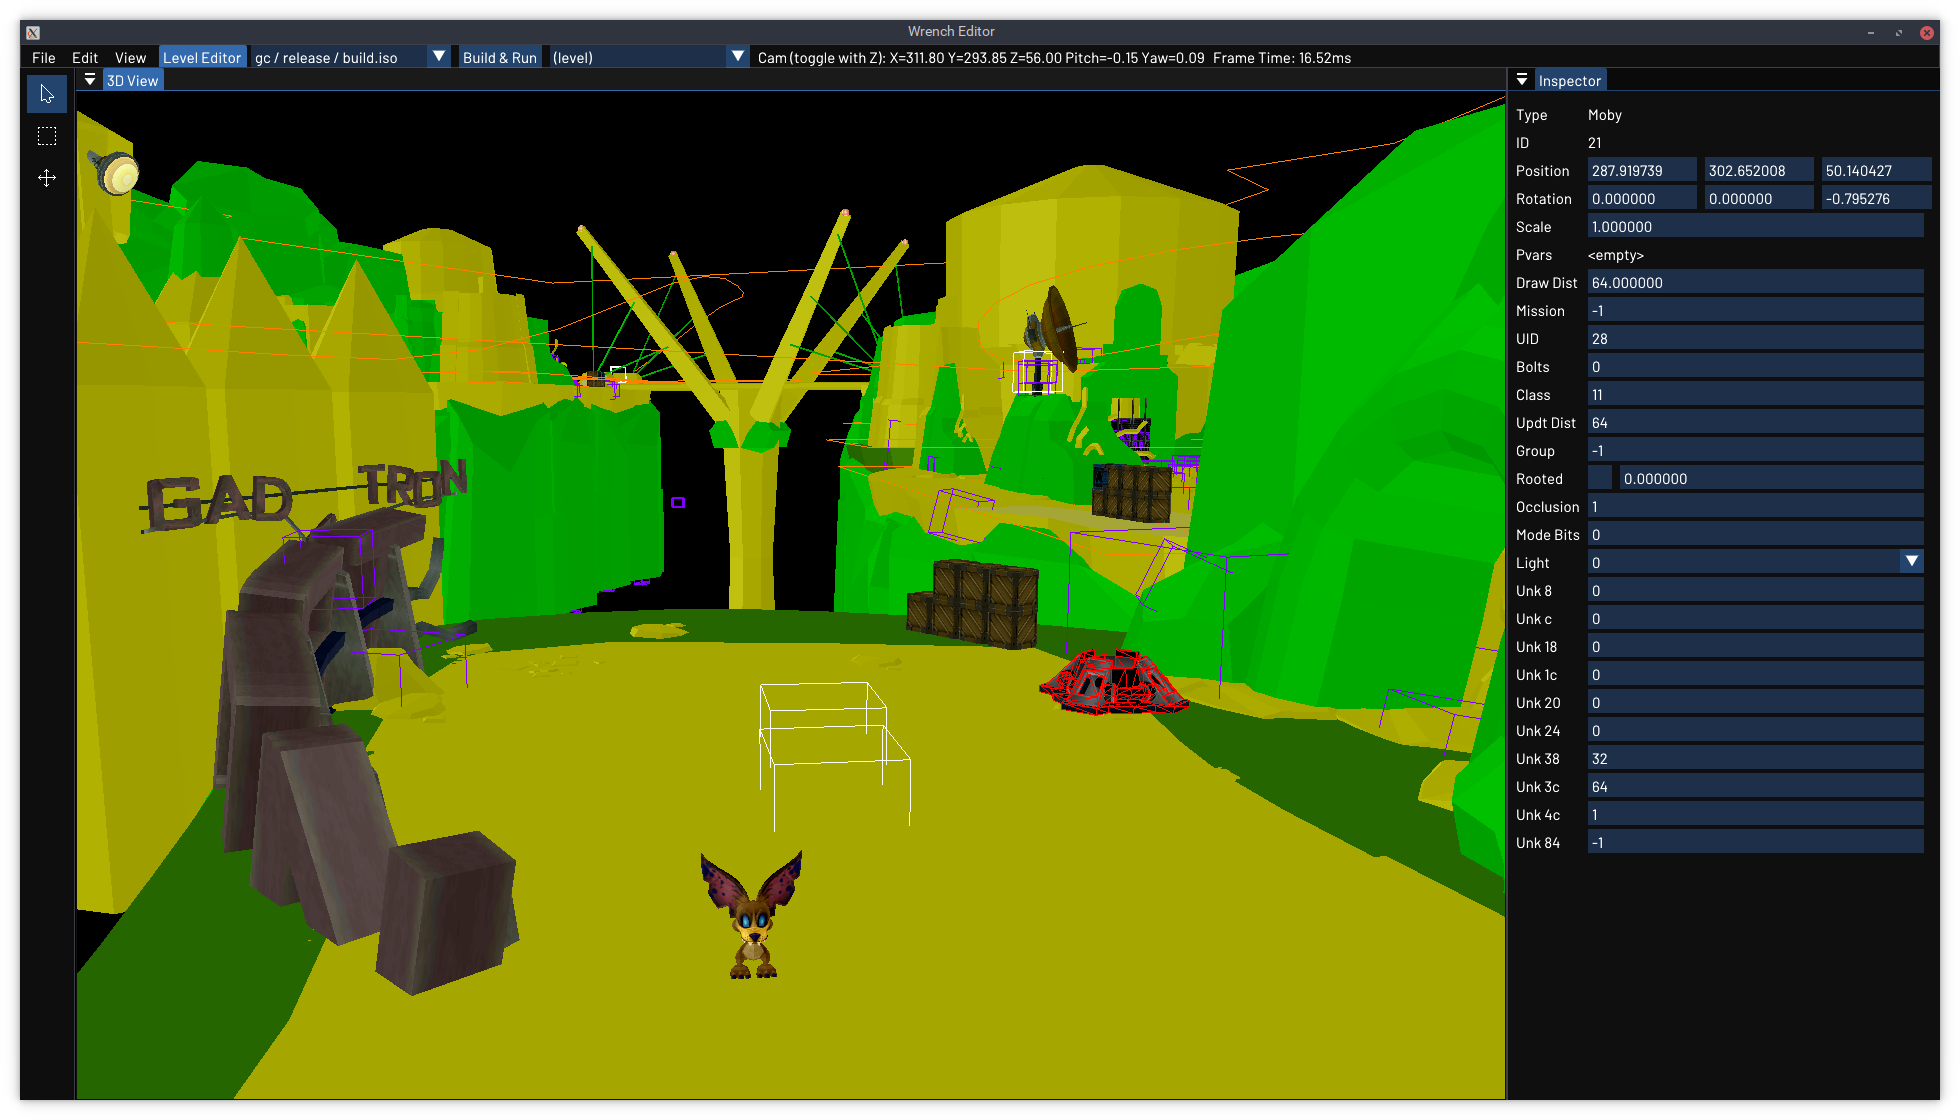 Wrench Editor
File Edit View Level Editor gc / release / build.iso Build & Run (level) Cam (toggle with Z): X=311.80 Y=293.85 Z=56.00 Pitch=-0.15 Yaw=0.09 Frame Time: 16.52ms
3D View
Inspector
Type Moby
ID 21
Position 287.919739 302.652008 50.140427
Rotation 0.000000 0.000000 -0.795276
Scale 1.000000
Pvars <empty>
Draw Dist 64.000000
Mission -1
UID 28
Bolts 0
Class 11
Updt Dist 64
Group -1
Rooted 0.000000
Occlusion 1
Mode Bits 0
Light 0
Unk 8 0
Unk c 0
Unk 18 0
Unk 1c 0
Unk 20 0
Unk 24 0
Unk 38 32
Unk 3c 64
Unk 4c 1
Unk 84 -1
GAD TRON